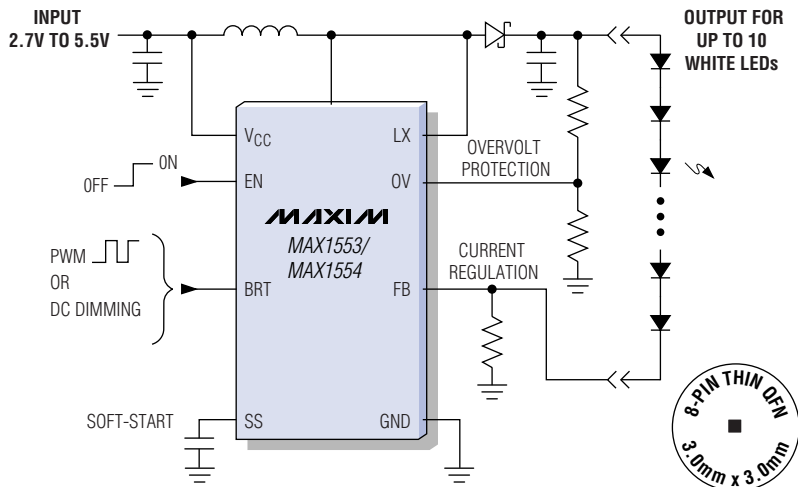 INPUT
2.7V TO 5.5V
OUTPUT FOR
UP TO 10
WHITE LEDs
VCC
LX
OVERVOLT
PROTECTION
ON
OFF
EN
OV
MAXIM
MAX1553/
MAX1554
PWM
OR
DC DIMMING
BRT
CURRENT
REGULATION
FB
SOFT-START
SS
GND
8-PIN THIN QFN
3.0mm x 3.0mm